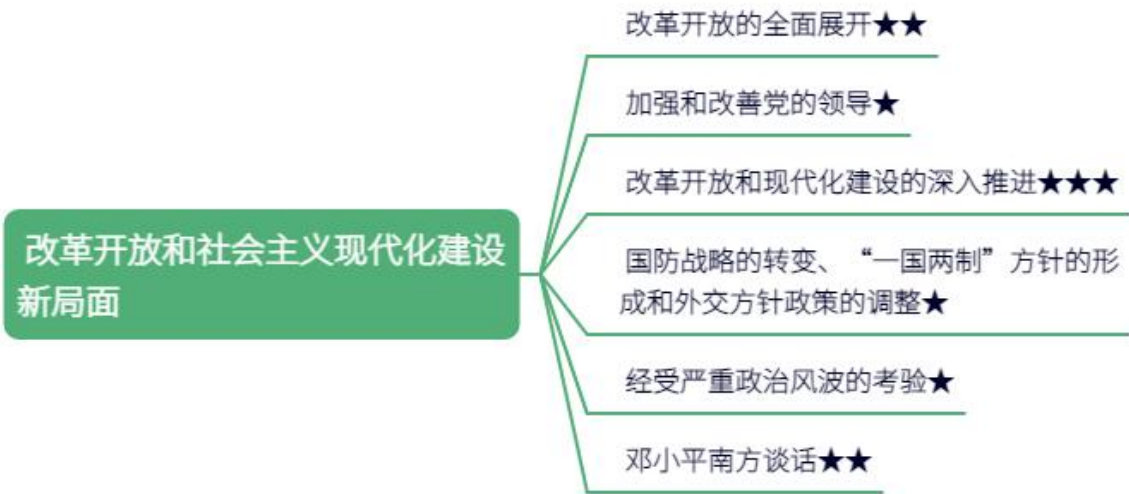 改革开放的全面展开★★
加强和改善党的领导★
改革开放和现代化建设的深入推进★★★
改革开放和社会主义现代化建设
新局面
国防战略的转变、“一国两制”方针的形
成和外交方针政策的调整★
经受严重政治风波的考验★
邓小平南方谈话★★